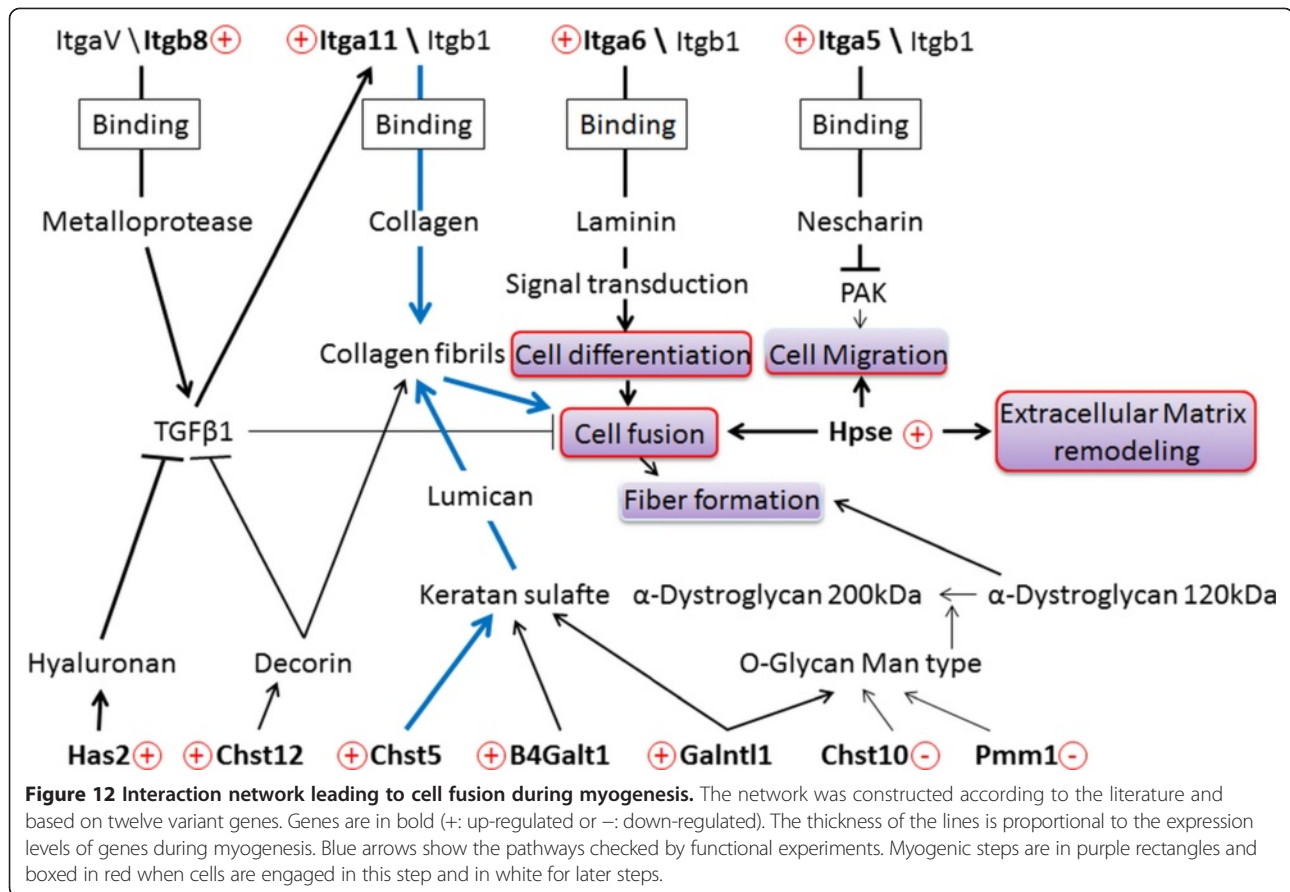 ItgaV \ Itgb8 + + Itga11 \ Itgb1 + Itga6 \ Itgb1 + Itga5 \ Itgb1
Binding Binding Binding Binding
Metalloprotease Collagen Laminin Nescharin
Signal transduction PAK
Collagen fibrils Cell differentiation Cell Migration
TGFβ1 Cell fusion Hpse + Extracellular Matrix
remodeling
Lumican Fiber formation
Keratan sulafte α-Dystroglycan 200kDa α-Dystroglycan 120kDa
Hyaluronan Decorin O-Glycan Man type
Has2 + + Chst12 + Chst5 + B4Galt1 + Galntl1 Chst10 - Pmm1 -
Figure 12 Interaction network leading to cell fusion during myogenesis. The network was constructed according to the literature and
based on twelve variant genes. Genes are in bold (+: up-regulated or −: down-regulated). The thickness of the lines is proportional to the expression
levels of genes during myogenesis. Blue arrows show the pathways checked by functional experiments. Myogenic steps are in purple rectangles and
boxed in red when cells are engaged in this step and in white for later steps.